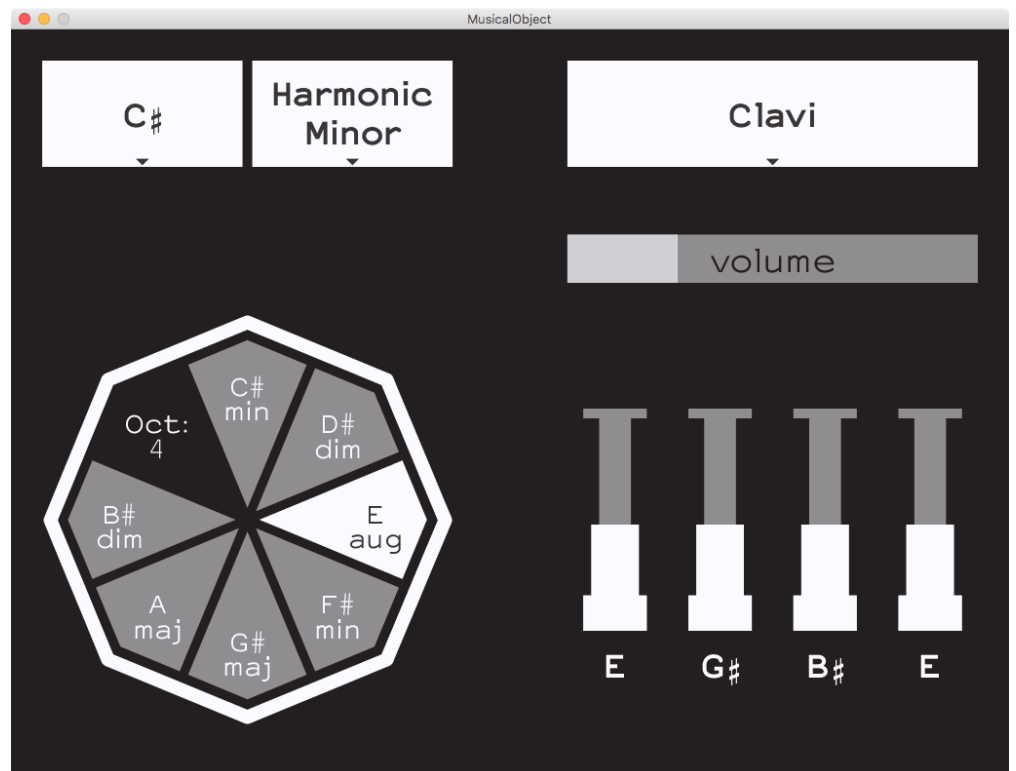 MusicalObject
C♯
Harmonic
Minor
Clavi
volume
C#
min
D#
dim
E
aug
F#
min
G#
maj
A
maj
B#
dim
Oct:
4
E G♯ B♯ E